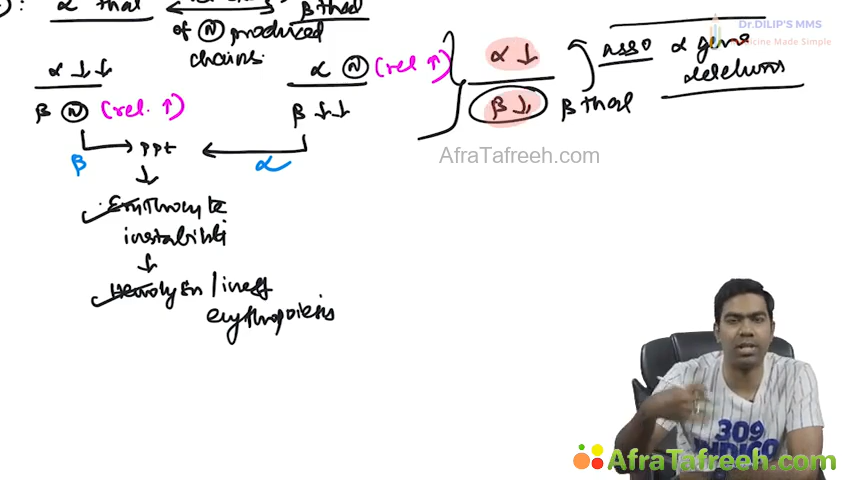 α thal β thal
of Ⓝ produced
chains.
α ↓↓
β Ⓝ (rel. ↑)
α Ⓝ (rel ↑)
β ↓↓
α ↓
β ↓
β thal
asso α gene
deletions
β → ppt ← α
↓
Erythrocyte
instability
↓
Hemolysis / ineff
erythropoiesis
Dr.DILIP'S MMS
Medicine Made Simple
AfraTafreeh.com
309
INDIGO
AfraTafreeh.com